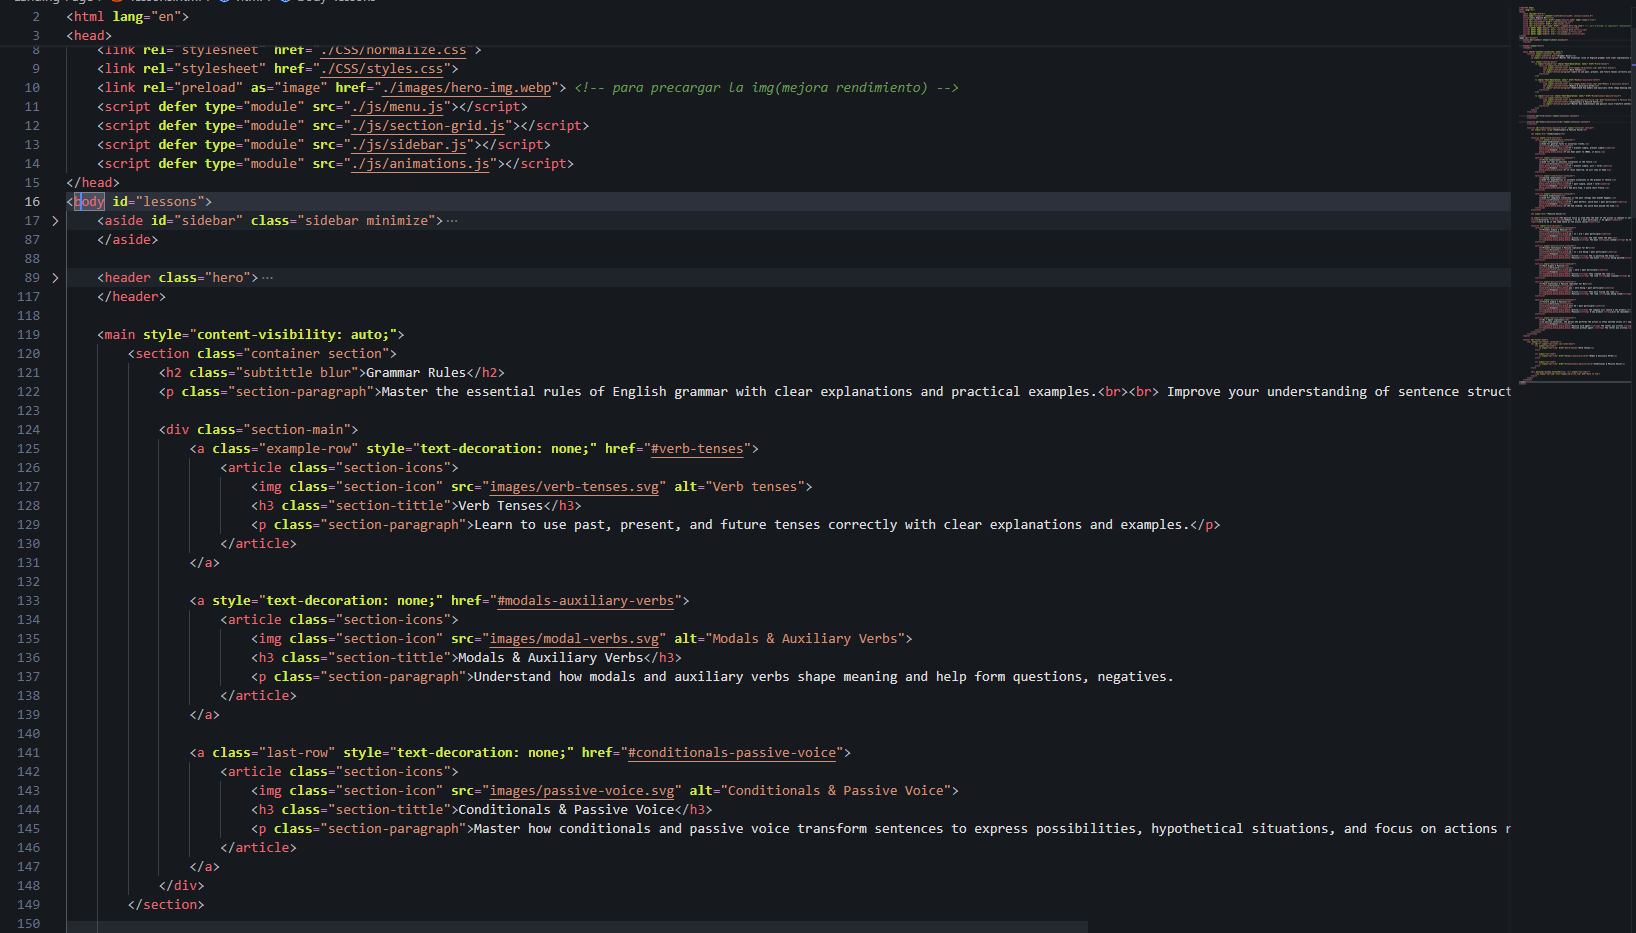 2 <html lang="en">
3 <head>
8 <link rel="stylesheet" href="./CSS/normalize.css">
9 <link rel="stylesheet" href="./CSS/styles.css">
10 <link rel="preload" as="image" href="./images/hero-img.webp"> <!-- para precargar la img(mejora rendimiento) -->
11 <script defer type="module" src="./js/menu.js"></script>
12 <script defer type="module" src="./js/section-grid.js"></script>
13 <script defer type="module" src="./js/sidebar.js"></script>
14 <script defer type="module" src="./js/animations.js"></script>
15 </head>
16 <body id="lessons">
17 <aside id="sidebar" class="sidebar minimize">···
87 </aside>
88
89 <header class="hero">···
117 </header>
118
119 <main style="content-visibility: auto;">
120 <section class="container section">
121 <h2 class="subtittle blur">Grammar Rules</h2>
122 <p class="section-paragraph">Master the essential rules of English grammar with clear explanations and practical examples.<br><br> Improve your understanding of sentence struct
123
124 <div class="section-main">
125 <a class="example-row" style="text-decoration: none;" href="#verb-tenses">
126 <article class="section-icons">
127 <img class="section-icon" src="images/verb-tenses.svg" alt="Verb tenses">
128 <h3 class="section-tittle">Verb Tenses</h3>
129 <p class="section-paragraph">Learn to use past, present, and future tenses correctly with clear explanations and examples.</p>
130 </article>
131 </a>
132
133 <a style="text-decoration: none;" href="#modals-auxiliary-verbs">
134 <article class="section-icons">
135 <img class="section-icon" src="images/modal-verbs.svg" alt="Modals & Auxiliary Verbs">
136 <h3 class="section-tittle">Modals & Auxiliary Verbs</h3>
137 <p class="section-paragraph">Understand how modals and auxiliary verbs shape meaning and help form questions, negatives.
138 </article>
139 </a>
140
141 <a class="last-row" style="text-decoration: none;" href="#conditionals-passive-voice">
142 <article class="section-icons">
143 <img class="section-icon" src="images/passive-voice.svg" alt="Conditionals & Passive Voice">
144 <h3 class="section-tittle">Conditionals & Passive Voice</h3>
145 <p class="section-paragraph">Master how conditionals and passive voice transform sentences to express possibilities, hypothetical situations, and focus on actions
146 </article>
147 </a>
148 </div>
149 </section>
150